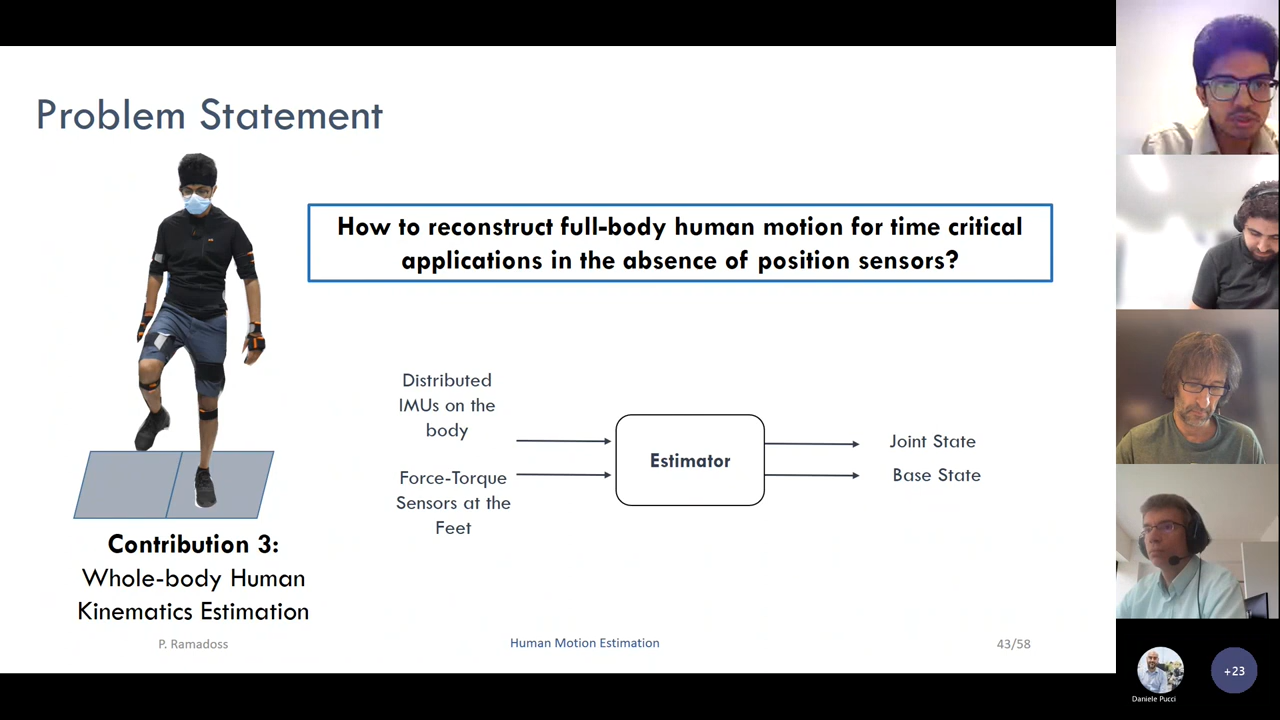 Problem Statement
How to reconstruct full-body human motion for time critical
applications in the absence of position sensors?
Distributed
IMUs on the
body
Force-Torque
Sensors at the
Feet
Estimator
Joint State
Base State
Contribution 3:
Whole-body Human
Kinematics Estimation
P. Ramadoss
Human Motion Estimation
43/58
Daniele Pucci
+23